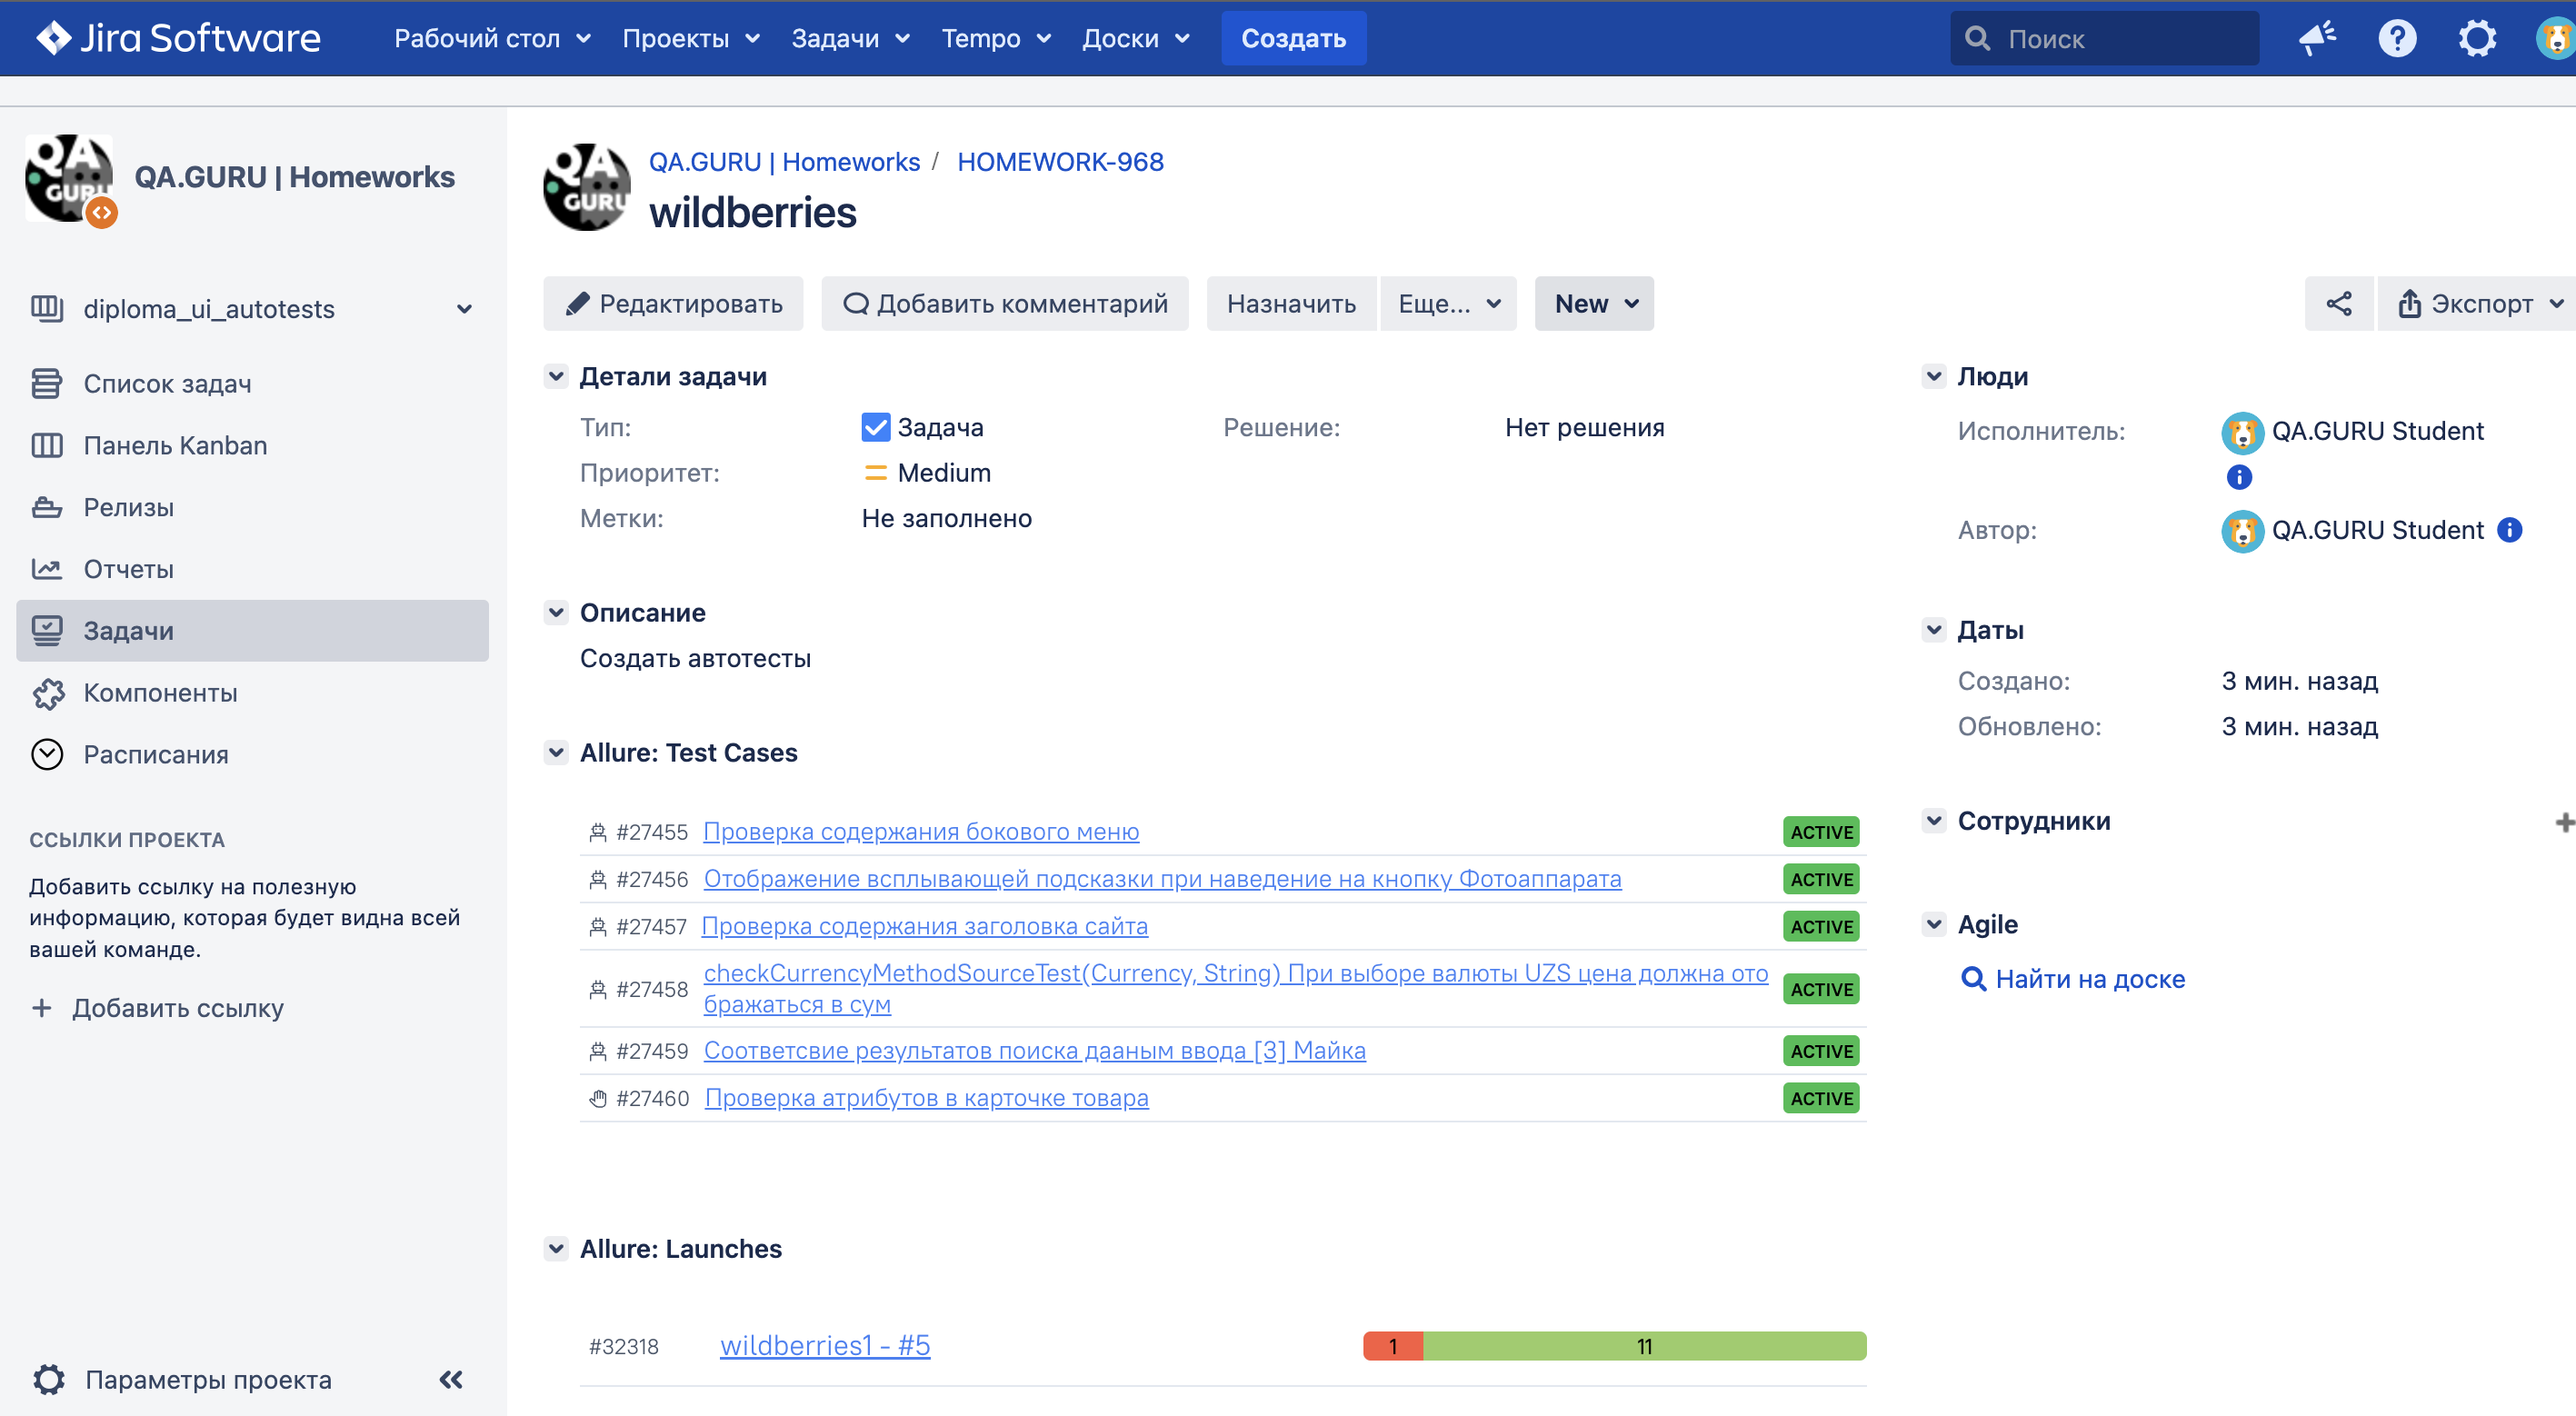 Jira Software
Рабочий стол
Проекты
Задачи
Tempo
Доски
Создать
Поиск
QA GURU
QA.GURU | Homeworks
diploma_ui_autotests
Список задач
Панель Kanban
Релизы
Отчеты
Задачи
Компоненты
Расписания
ССЫЛКИ ПРОЕКТА
Добавить ссылку на полезную
информацию, которая будет видна всей
вашей команде.
+ Добавить ссылку
Параметры проекта
QA GURU
QA.GURU | Homeworks / HOMEWORK-968
wildberries
Редактировать
Добавить комментарий
Назначить
Еще...
New
Экспорт
Детали задачи
Тип: Задача
Решение: Нет решения
Приоритет: Medium
Метки: Не заполнено
Описание
Создать автотесты
Allure: Test Cases
#27455 Проверка содержания бокового меню ACTIVE
#27456 Отображение всплывающей подсказки при наведение на кнопку Фотоаппарата ACTIVE
#27457 Проверка содержания заголовка сайта ACTIVE
#27458 checkCurrencyMethodSourceTest(Currency, String) При выборе валюты UZS цена должна ото
бражаться в сум ACTIVE
#27459 Соответсвие результатов поиска дааным ввода [3] Майка ACTIVE
#27460 Проверка атрибутов в карточке товара ACTIVE
Allure: Launches
#32318 wildberries1 - #5 1 11
Люди
Исполнитель: QA.GURU Student
Автор: QA.GURU Student
Даты
Создано: 3 мин. назад
Обновлено: 3 мин. назад
Сотрудники
Agile
Найти на доске